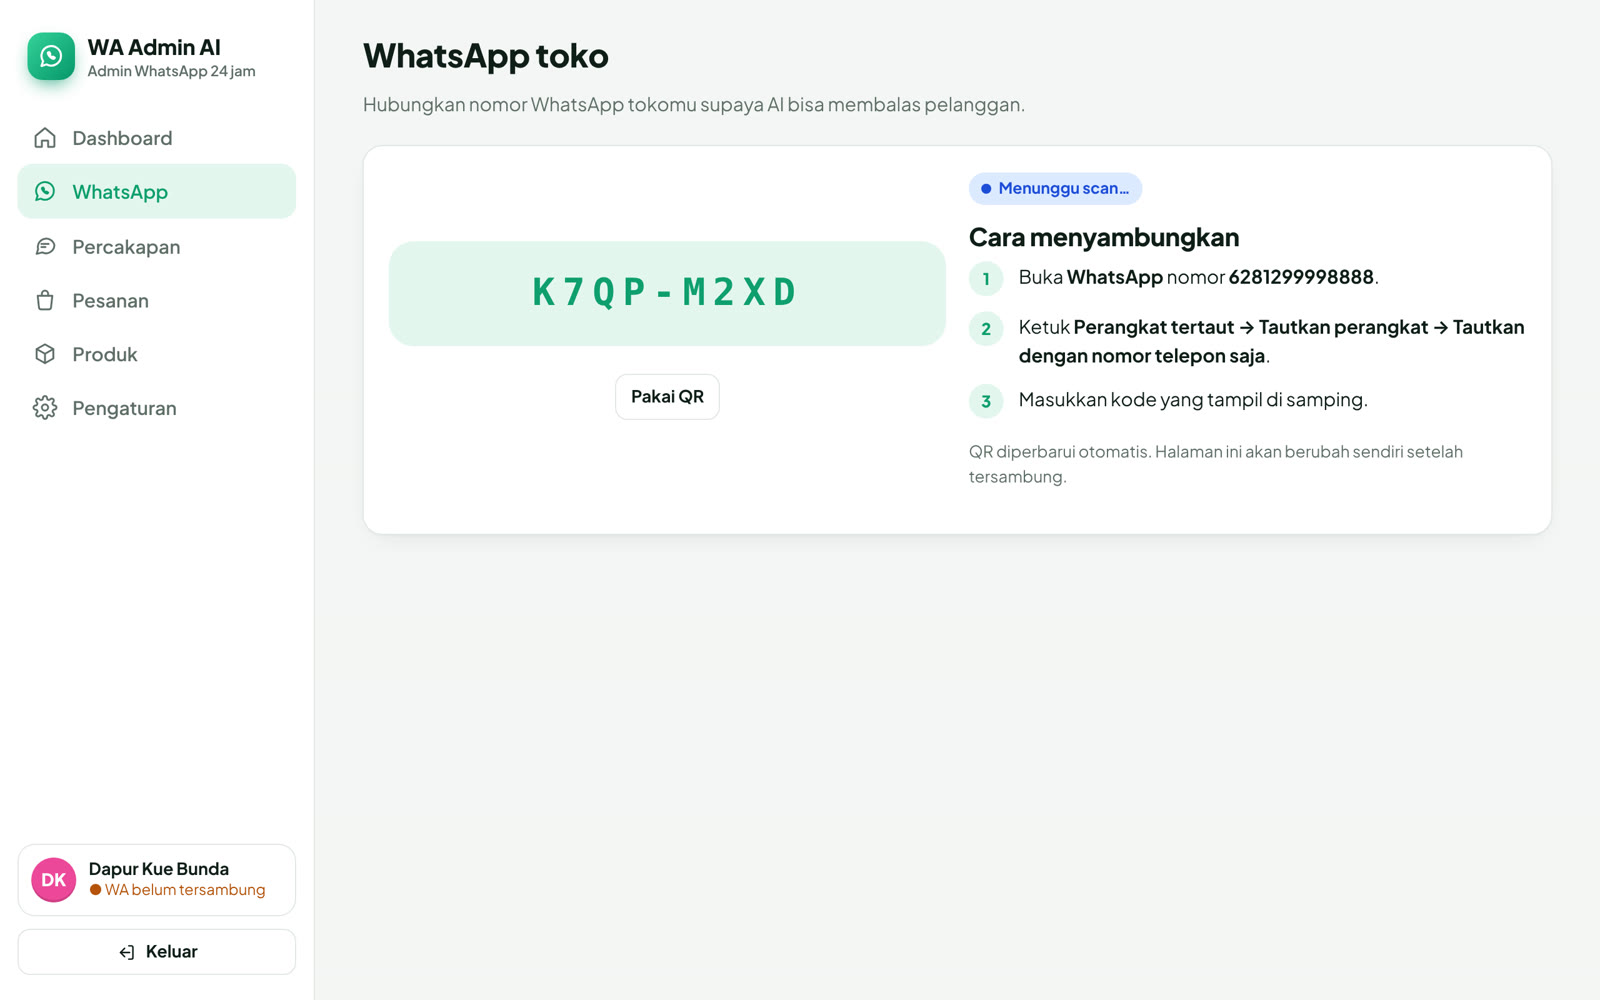 WA Admin AI
Admin WhatsApp 24 jam
Dashboard
WhatsApp
Percakapan
Pesanan
Produk
Pengaturan
DK
Dapur Kue Bunda
WA belum tersambung
Keluar
WhatsApp toko
Hubungkan nomor WhatsApp tokomu supaya AI bisa membalas pelanggan.
K7QP-M2XD
Pakai QR
Menunggu scan…
Cara menyambungkan
1 Buka WhatsApp nomor 6281299998888.
2 Ketuk Perangkat tertaut → Tautkan perangkat → Tautkan
dengan nomor telepon saja.
3 Masukkan kode yang tampil di samping.
QR diperbarui otomatis. Halaman ini akan berubah sendiri setelah
tersambung.